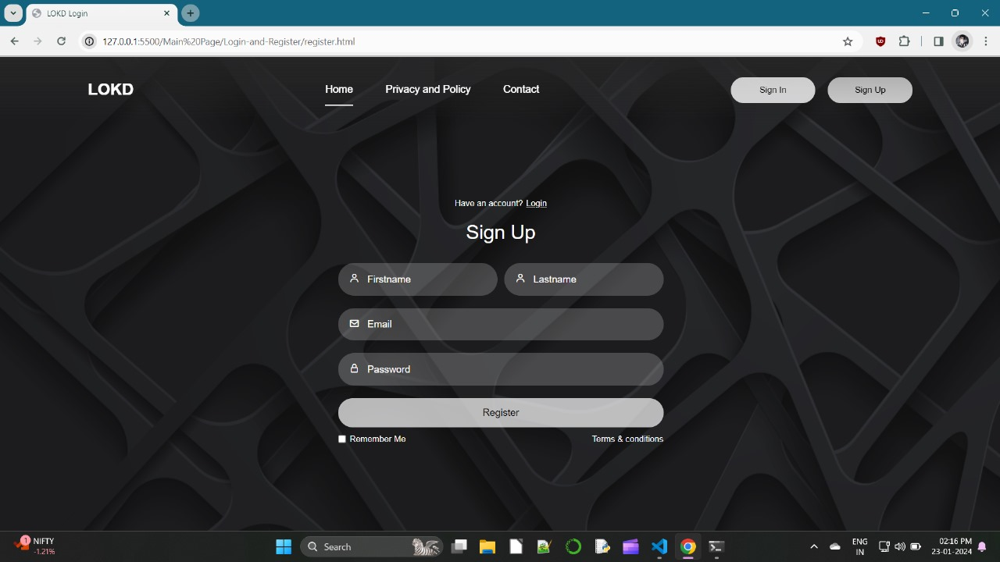 LOKD Login
127.0.0.1:5500/Main%20Page/Login-and-Register/register.html
LOKD Home Privacy and Policy Contact Sign In Sign Up
Have an account? Login
Sign Up
Firstname Lastname
Email
Password
Register
Remember Me Terms & conditions
1 NIFTY
-1.21%
Search
ENG
IN
02:16 PM
23-01-2024